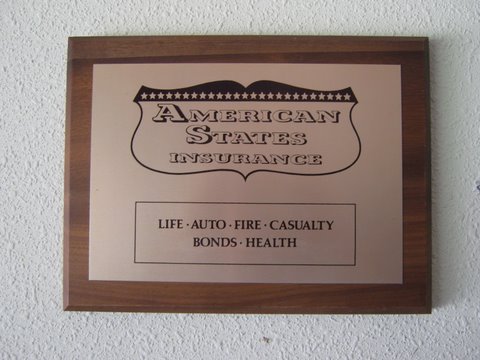 AMERICAN
STATES
INSURANCE
LIFE · AUTO · FIRE · CASUALTY
BONDS · HEALTH